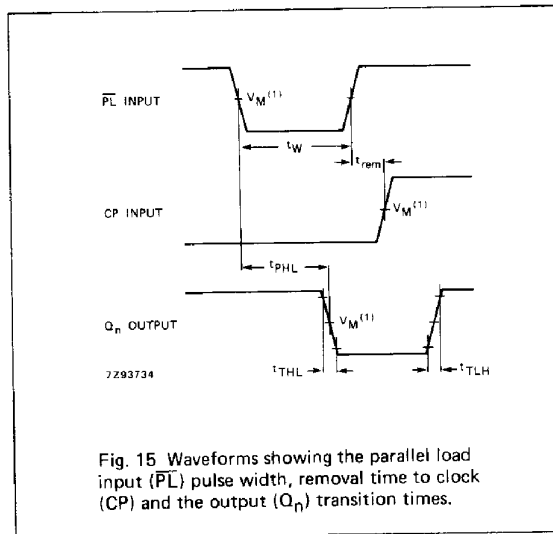 P̅L̅ INPUT
VM(1)
tW
trem
CP INPUT
VM(1)
tPHL
Qn OUTPUT
VM(1)
7Z93734
tTHL
tTLH
Fig. 15 Waveforms showing the parallel load
input (P̅L̅) pulse width, removal time to clock
(CP) and the output (Qn) transition times.